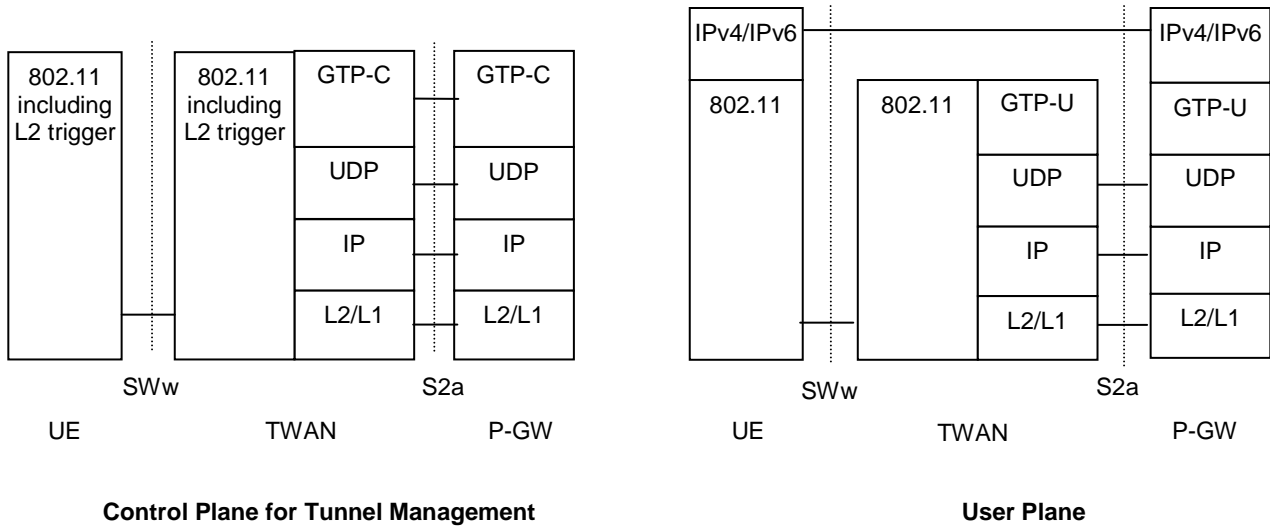 802.11
including
L2 trigger
802.11
including
L2 trigger
GTP-C
UDP
IP
L2/L1
GTP-C
UDP
IP
L2/L1
SWw
S2a
UE
TWAN
P-GW
Control Plane for Tunnel Management
IPv4/IPv6
802.11
802.11
GTP-U
UDP
IP
L2/L1
IPv4/IPv6
GTP-U
UDP
IP
L2/L1
SWw
S2a
UE
TWAN
P-GW
User Plane